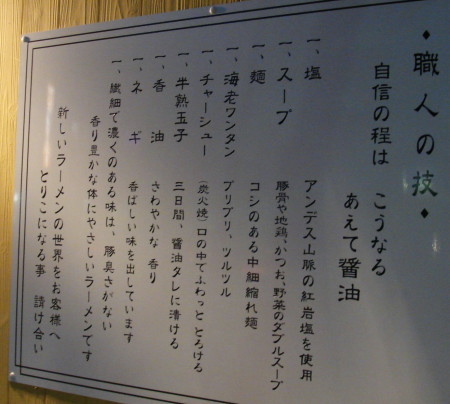 ・職人の技・
自信の程は こうなる
あえて醤油
一、塩 アンデス山脈の紅岩塩を使用
一、スープ 豚骨や地鶏、かつお、野菜のダブルスープ
一、麺 コシのある中細縮れ麺
一、海老ワンタン プリプリ、ツルツル
一、チャーシュー (炭火焼)口の中でふわっと とろける
一、半熟玉子 三日間、醤油タレに漬ける
一、香油 さわやかな香り
一、ネギ 香ばしい味を出しています
一、繊細で濃くのある味は、豚臭さがない
香り豊かな体にやさしいラーメンです
新しいラーメンの世界をお客様へ
とりこになる事 請け合い